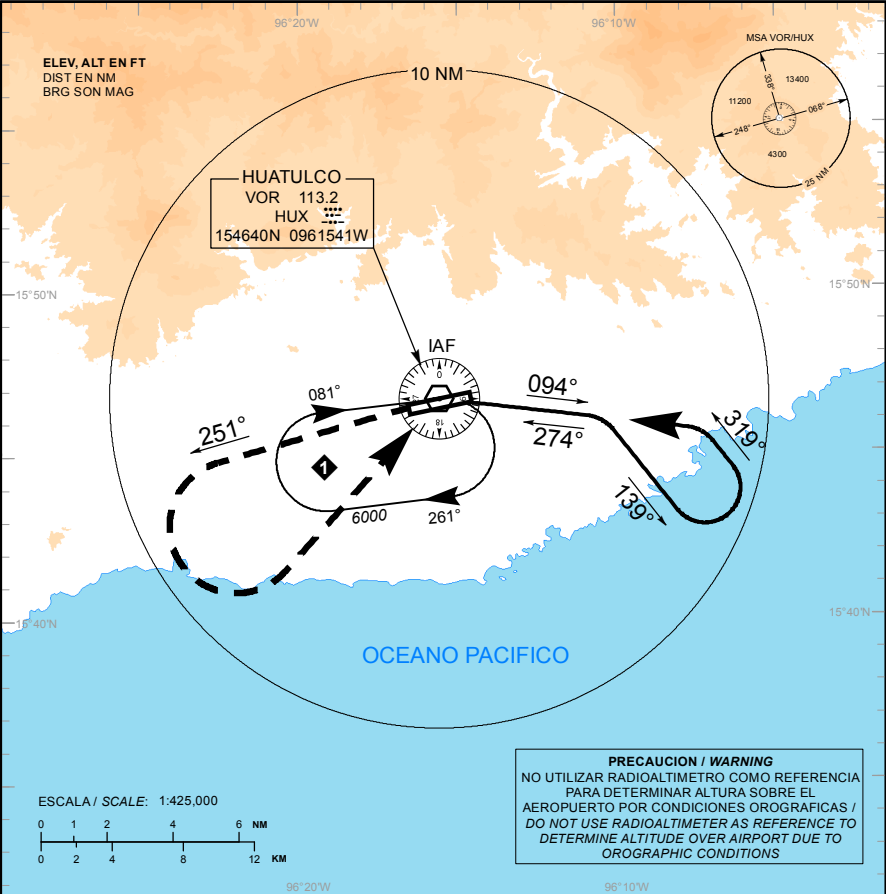 96°20'W
96°10'W
ELEV, ALT EN FT
DIST EN NM
BRG SON MAG
10 NM
MSA VOR/HUX
338°
13400
11200
068°
248°
4300
25 NM
HUATULCO
VOR 113.2
HUX
154640N 0961541W
15°50'N
15°50'N
IAF
0
27
18
081°
094°
274°
251°
319°
1
139°
6000
261°
15°40'N
15°40'N
OCEANO PACIFICO
PRECAUCION / WARNING
NO UTILIZAR RADIOALTIMETRO COMO REFERENCIA
PARA DETERMINAR ALTURA SOBRE EL
AEROPUERTO POR CONDICIONES OROGRAFICAS /
DO NOT USE RADIOALTIMETER AS REFERENCE TO
DETERMINE ALTITUDE OVER AIRPORT DUE TO
OROGRAPHIC CONDITIONS
ESCALA / SCALE: 1:425,000
0 1 2 4 6 NM
0 2 4 8 12 KM
96°20'W
96°10'W